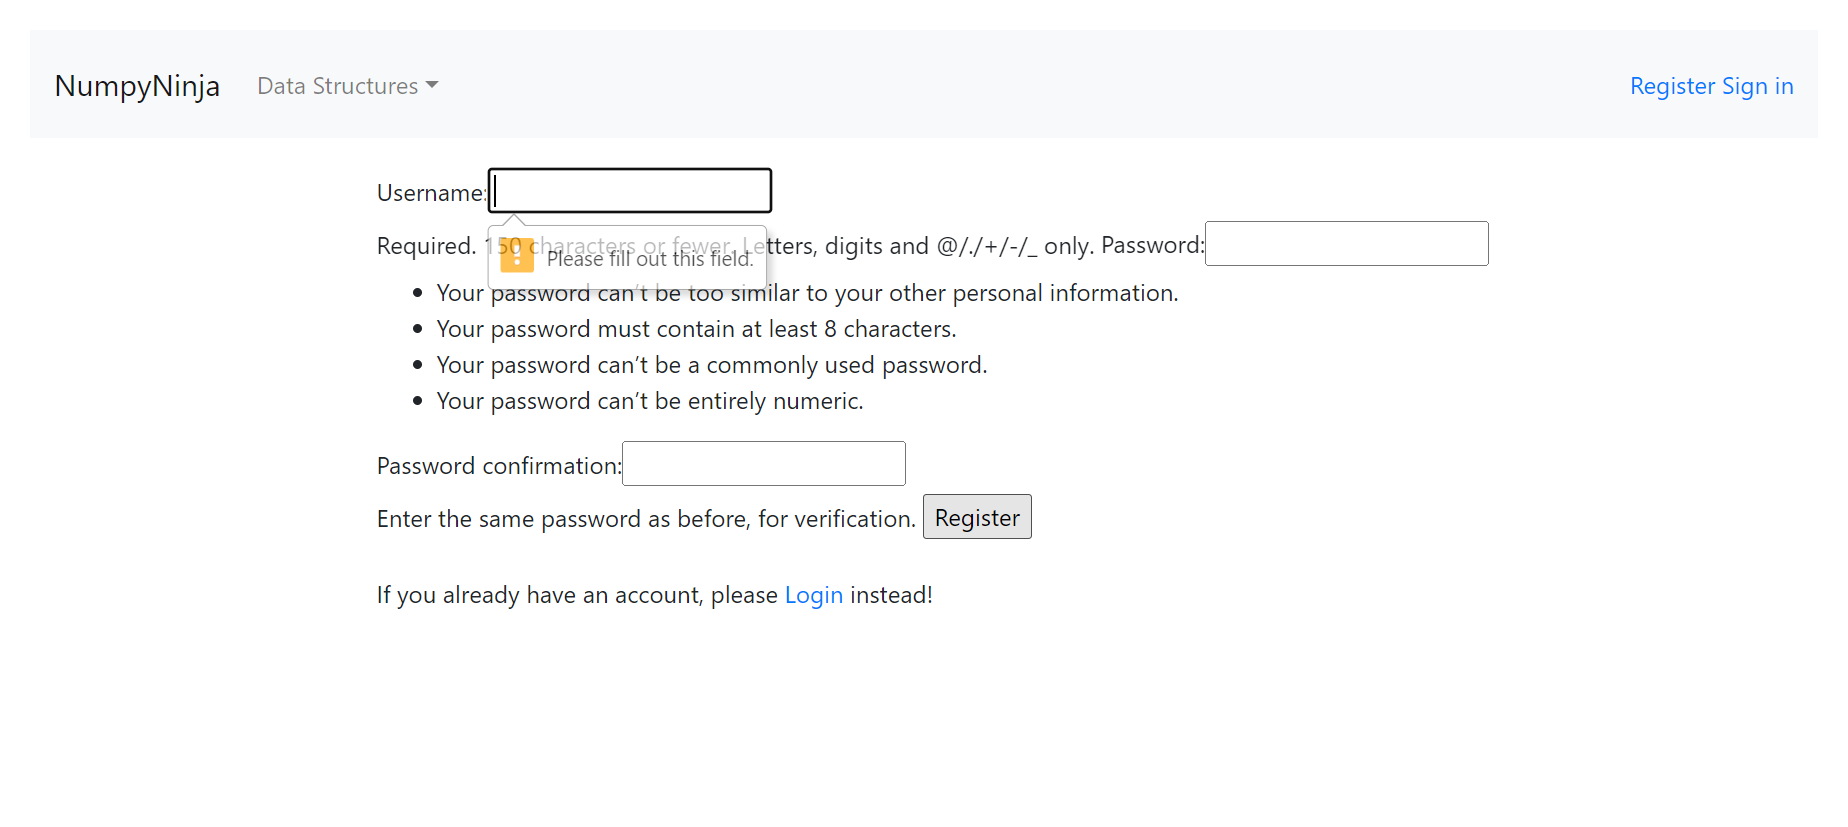 NumpyNinja Data Structures Register Sign in
Username:
Please fill out this field.
Required. 150 characters or fewer. Letters, digits and @/./+/-/_ only. Password:
Your password can’t be too similar to your other personal information.
Your password must contain at least 8 characters.
Your password can’t be a commonly used password.
Your password can’t be entirely numeric.
Password confirmation:
Enter the same password as before, for verification. Register
If you already have an account, please Login instead!